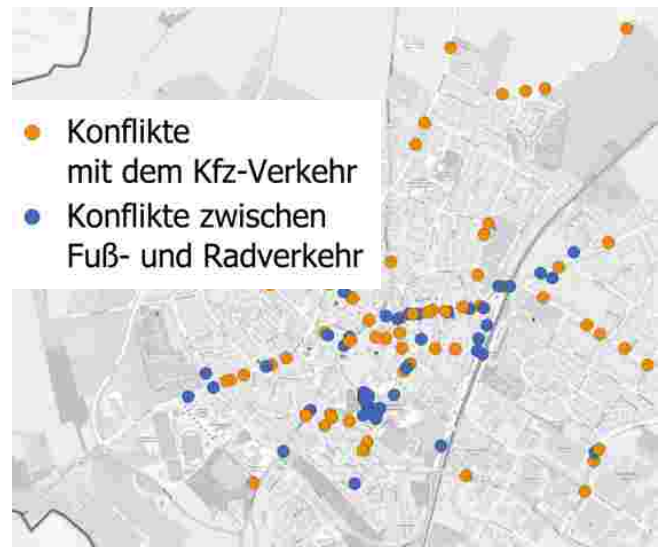 Konflikte
mit dem Kfz-Verkehr
Konflikte zwischen
Fuß- und Radverkehr